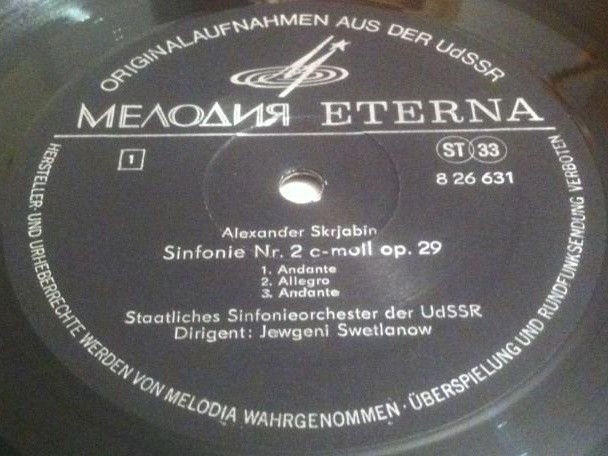 ORIGINALAUFNAHMEN AUS DER UdSSR
МЕЛОДИЯ ETERNA
1
ST 33
8 26 631
Alexander Skrjabin
Sinfonie Nr. 2 c-moll op. 29
1. Andante
2. Allegro
3. Andante
Staatliches Sinfonieorchester der UdSSR
Dirigent: Jewgeni Swetlanow
HERSTELLER- UND URHEBERRECHTE WERDEN VON MELODIA WAHRGENOMMEN · ÜBERSPIELUNG UND RUNDFUNKSENDUNG VERBOTEN